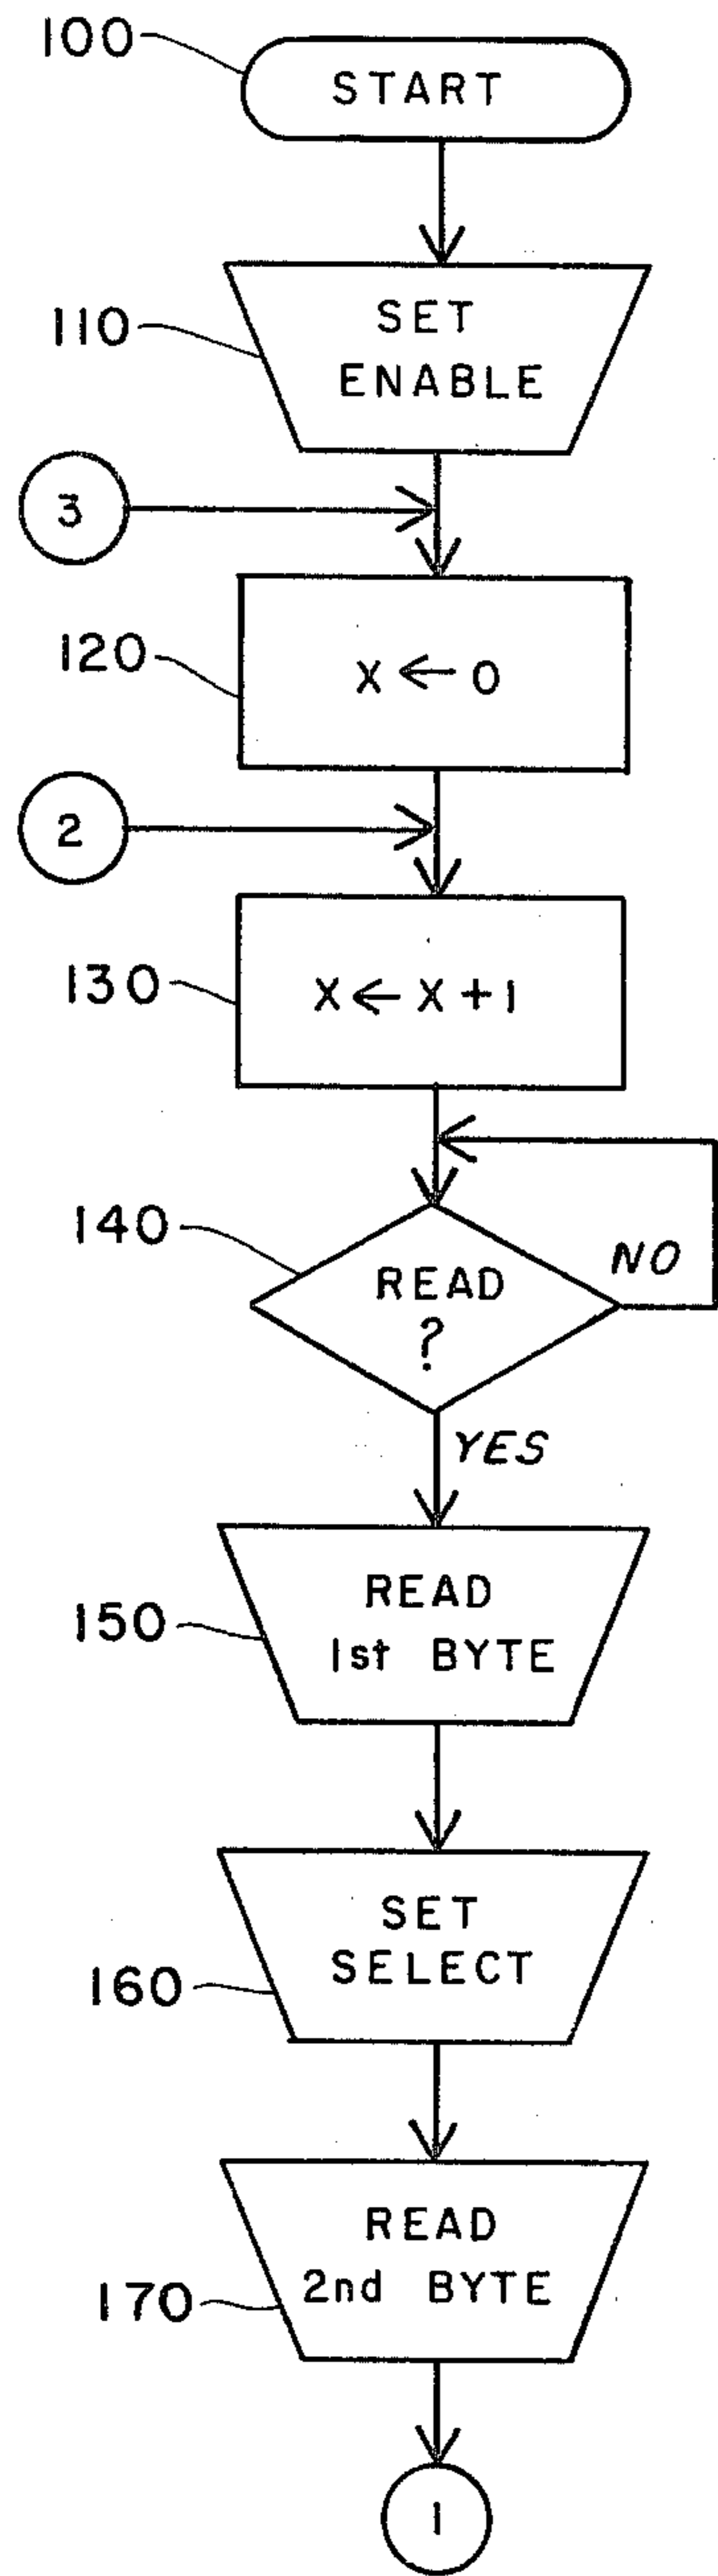 100
START
110
SET
ENABLE
3
120
X ← 0
2
130
X ← X + 1
140
READ
?
NO
YES
150
READ
1st BYTE
160
SET
SELECT
170
READ
2nd BYTE
1